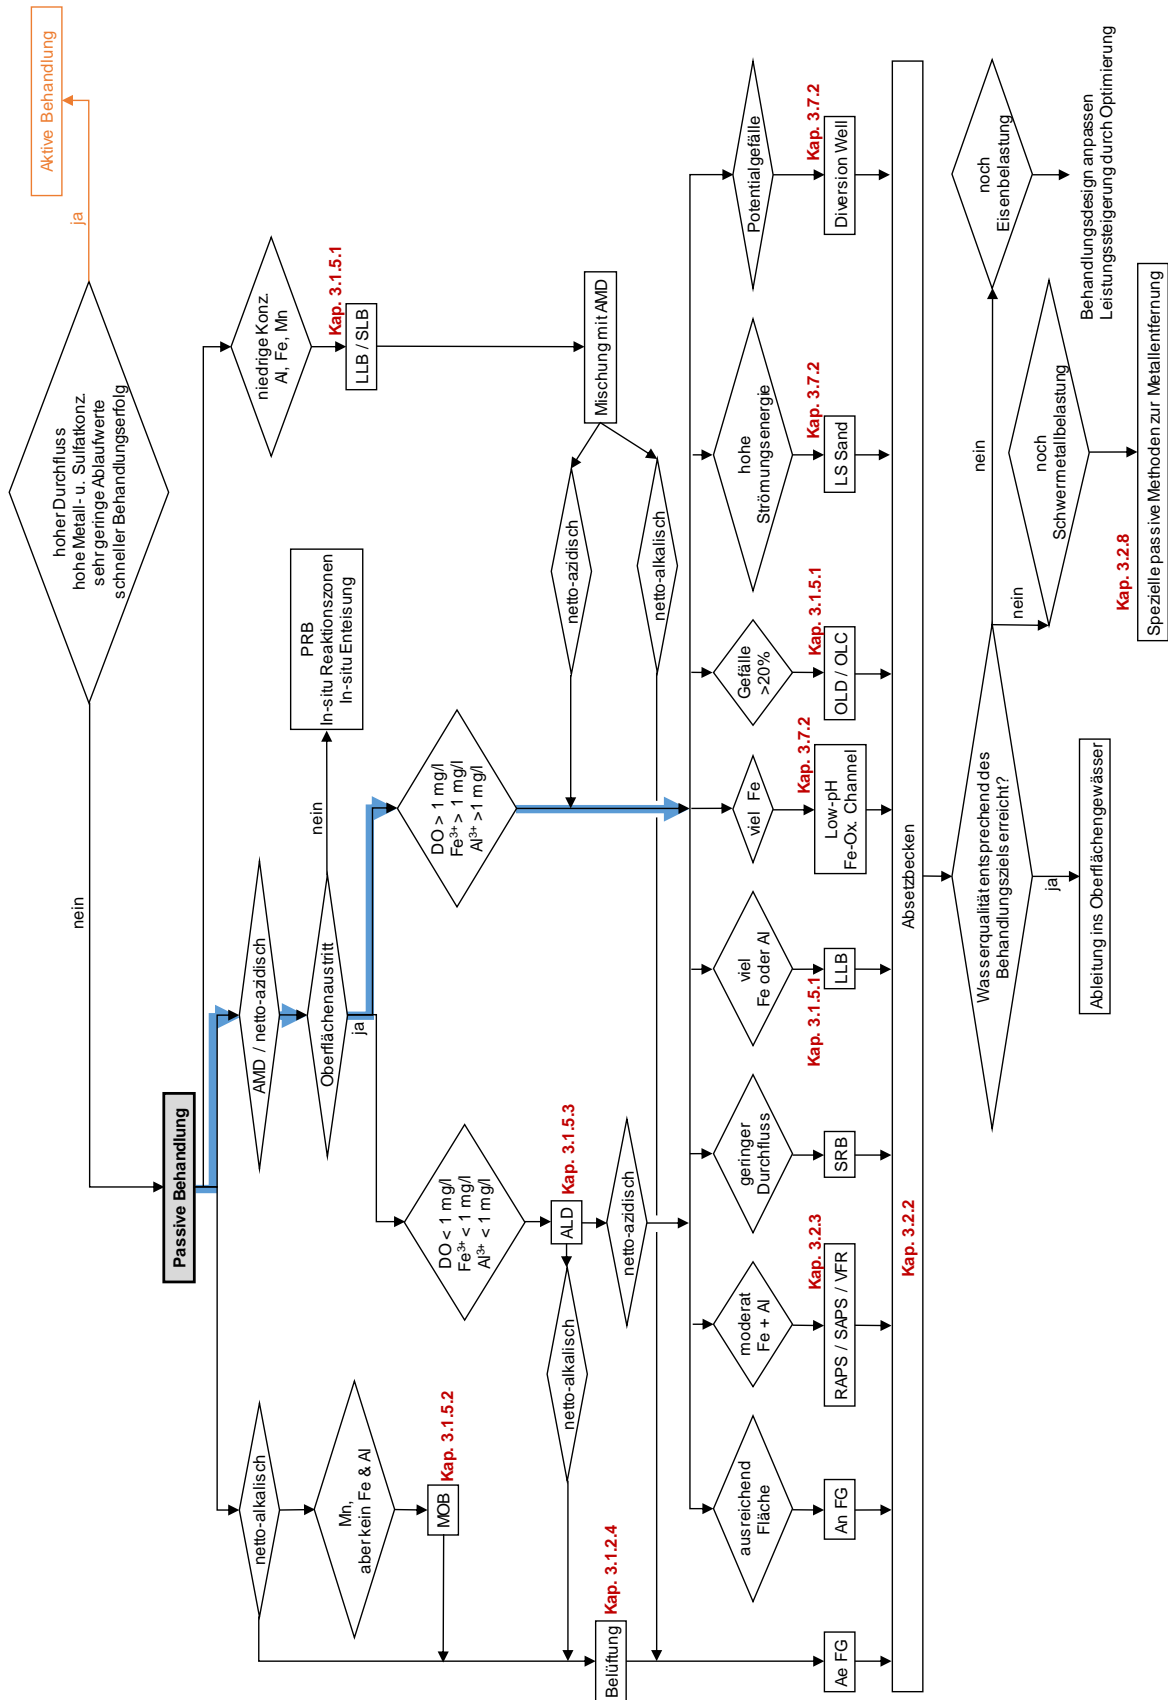 hoher Durchfluss
hohe Metall- u. Sulfatkonz.
sehr geringe Ablaufwerte
schneller Behandlungserfolg
ja
Aktive Behandlung
nein
Passive Behandlung
netto-alkalisch
AMD / netto-azidisch
niedrige Konz.
Al, Fe, Mn
Kap. 3.1.5.1
LLB / SLB
Mn,
aber kein Fe & Al
MOB
Kap. 3.1.5.2
Oberflächenaustritt
nein
PRB
In-situ Reaktionszonen
In-situ Enteisung
ja
DO < 1 mg/l
Fe³⁺ < 1 mg/l
Al³⁺ < 1 mg/l
DO > 1 mg/l
Fe³⁺ > 1 mg/l
Al³⁺ > 1 mg/l
ALD
Kap. 3.1.5.3
netto-alkalisch
netto-azidisch
Mischung mit AMD
netto-azidisch
netto-alkalisch
Belüftung
Kap. 3.1.2.4
ausreichend
Fläche
moderat
Fe + Al
geringer
Durchfluss
viel
Fe oder Al
viel Fe
Gefälle
>20%
hohe
Strömungsenergie
Potentialgefälle
Kap. 3.2.3
Kap. 3.1.5.1
Kap. 3.7.2
Kap. 3.1.5.1
Kap. 3.7.2
Kap. 3.7.2
Ae FG
An FG
RAPS / SAPS / VFR
SRB
LLB
Low-pH
Fe-Ox. Channel
OLD / OLC
LS Sand
Diversion Well
Kap. 3.2.2
Absetzbecken
Wasserqualität entsprechend des
Behandlungsziels erreicht?
ja
Ableitung ins Oberflächengewässer
nein
noch
Schwermetallbelastung
Kap. 3.2.8
Spezielle passive Methoden zur Metallentfernung
nein
noch
Eisenbelastung
Behandlungsdesign anpassen
Leistungssteigerung durch Optimierung